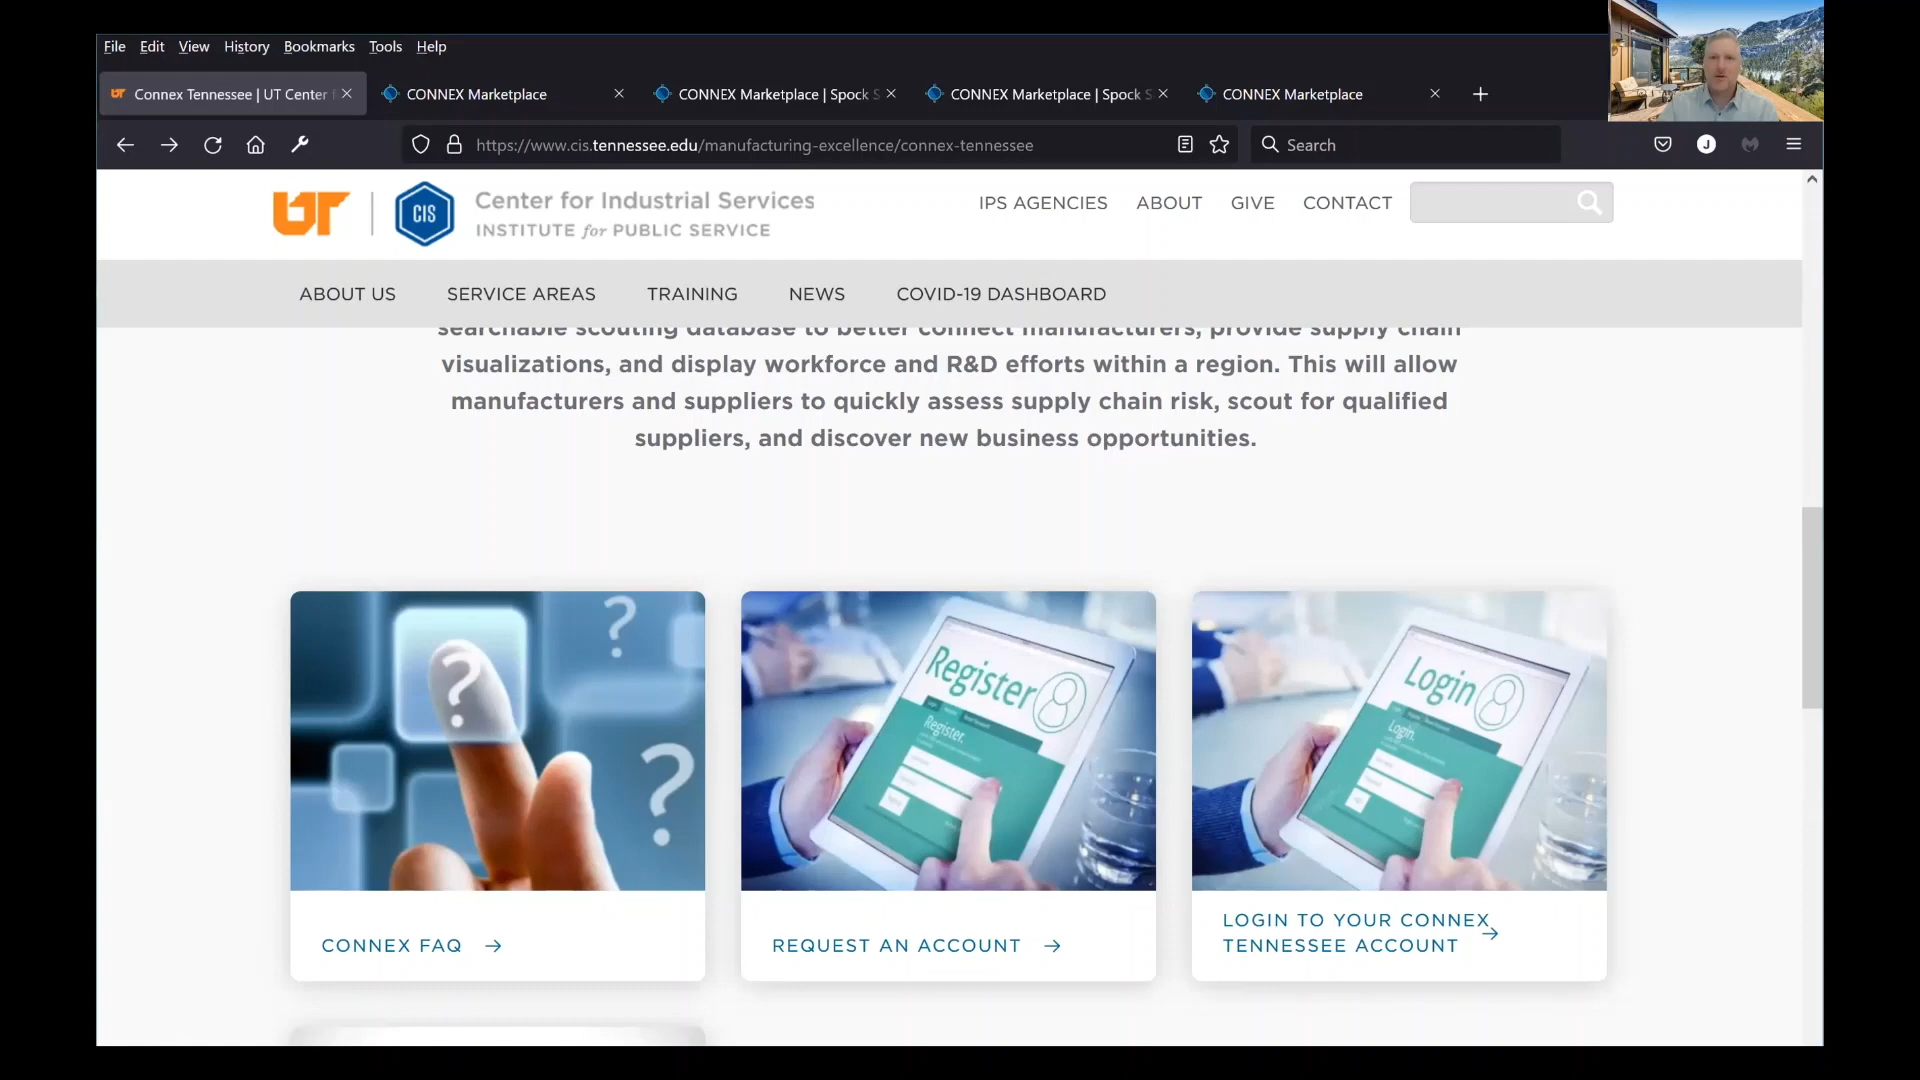 File Edit View History Bookmarks Tools Help
Connex Tennessee | UT Center
CONNEX Marketplace
CONNEX Marketplace | Spock S
CONNEX Marketplace | Spock S
CONNEX Marketplace
https://www.cis.tennessee.edu/manufacturing-excellence/connex-tennessee
Search
J
UT
CIS
Center for Industrial Services
INSTITUTE for PUBLIC SERVICE
IPS AGENCIES ABOUT GIVE CONTACT
ABOUT US SERVICE AREAS TRAINING NEWS COVID-19 DASHBOARD
searchable scouting database to better connect manufacturers, provide supply chain
visualizations, and display workforce and R&D efforts within a region. This will allow
manufacturers and suppliers to quickly assess supply chain risk, scout for qualified
suppliers, and discover new business opportunities.
? ? ?
Register
Register.
Login
Login.
CONNEX FAQ →
REQUEST AN ACCOUNT →
LOGIN TO YOUR CONNEX
TENNESSEE ACCOUNT →